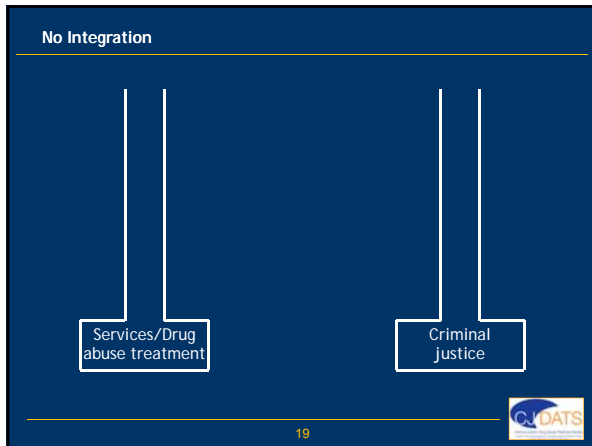 No Integration
Services/Drug
abuse treatment
Criminal
justice
19
CJDATS